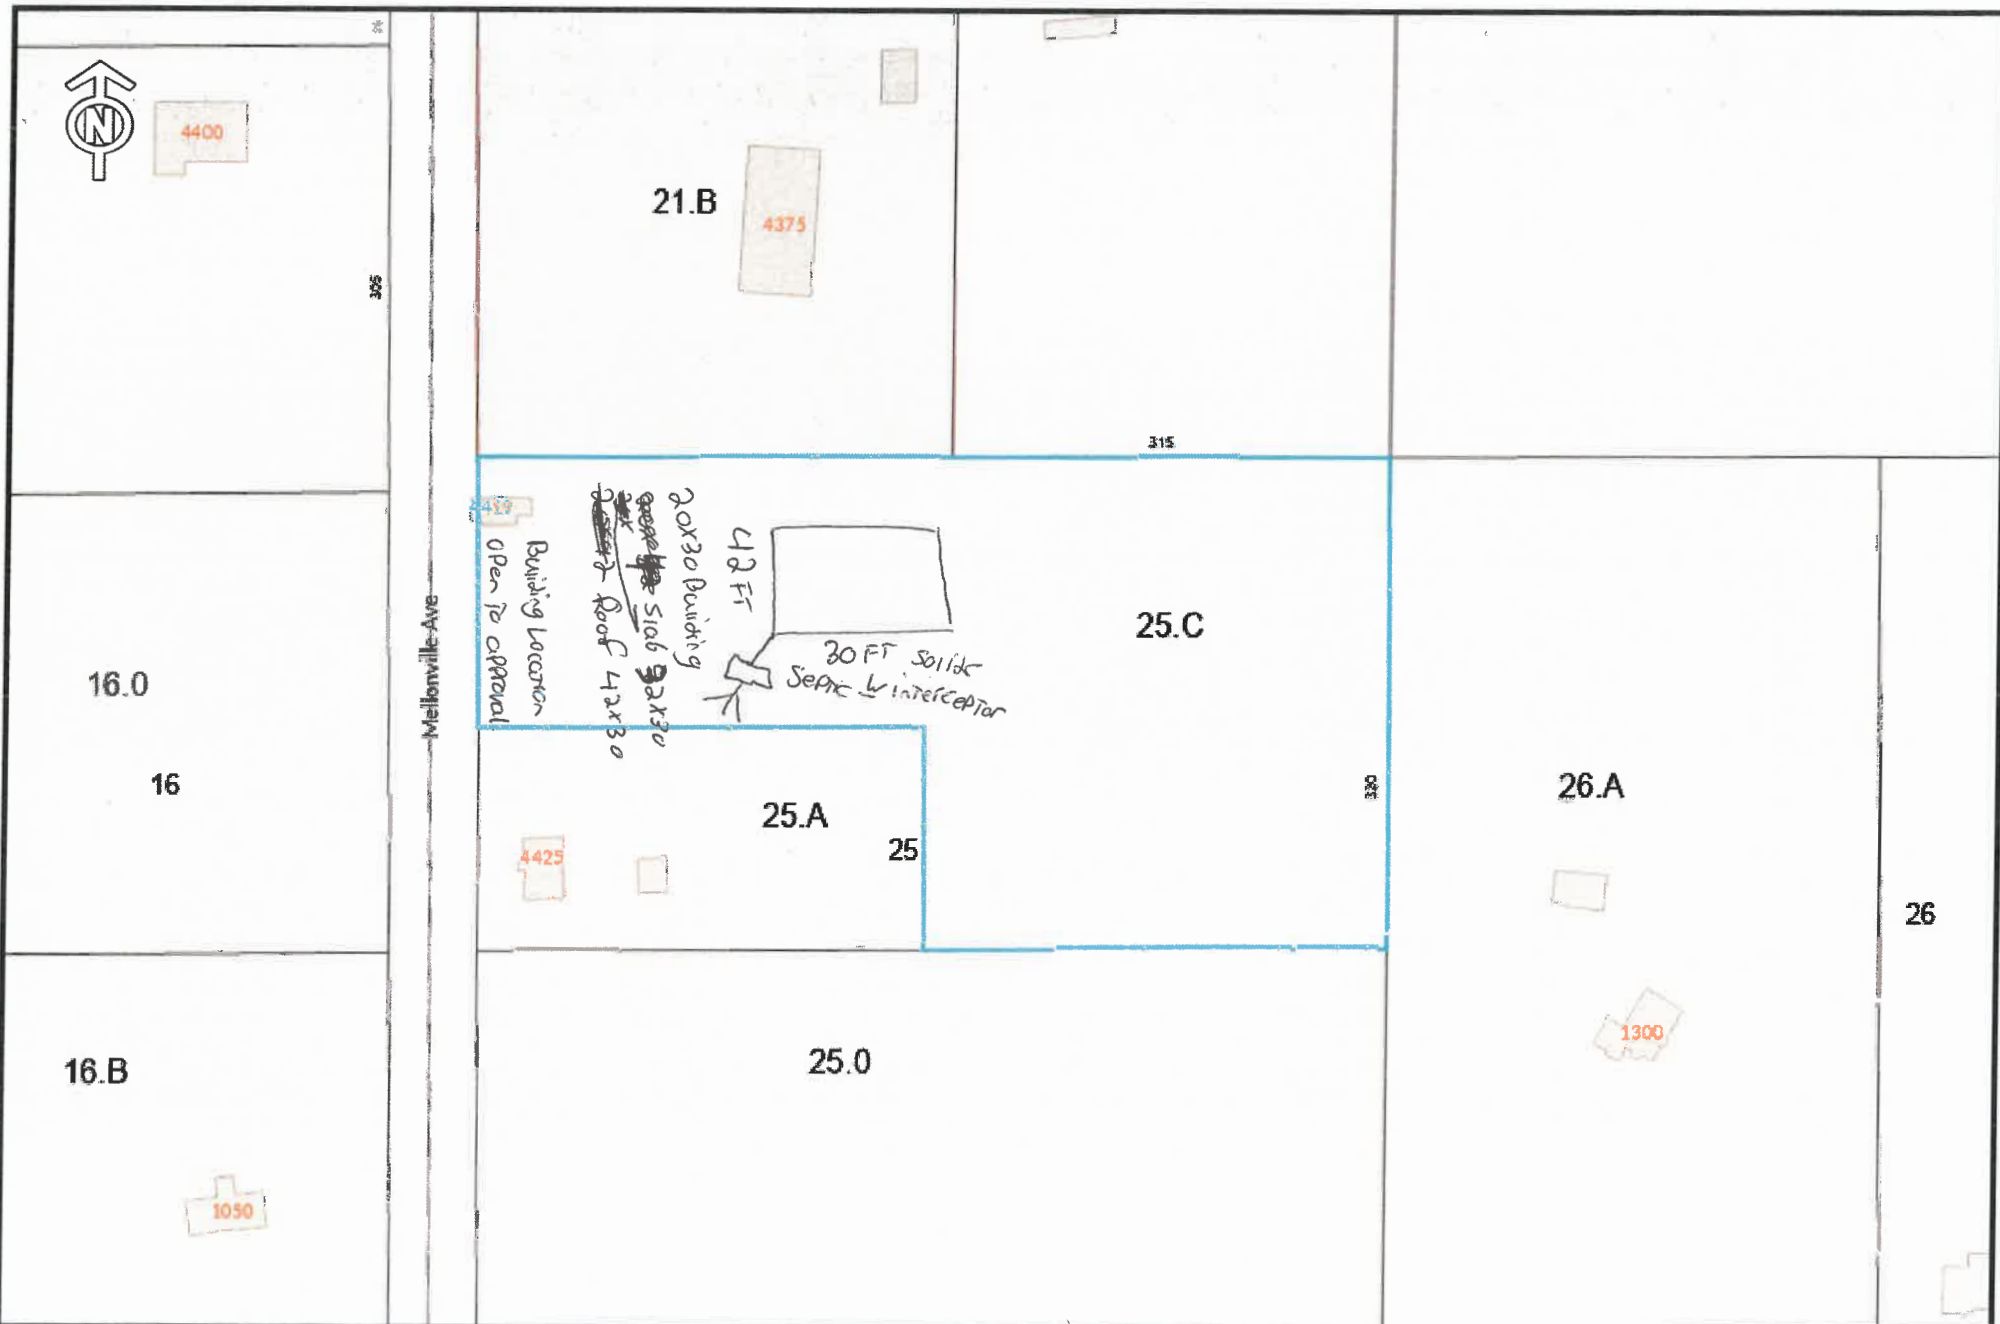 N
4400
305
21.B
4375
315
4419
20x30 Building
Slab 32x30
Roof 42x30
42 FT
Building Location
open to approval
30 FT
Septic w interceptor
25.C
Mellonville Ave
16.0
16
25.A
25
4425
320
26.A
26
1300
16.B
25.0
1050